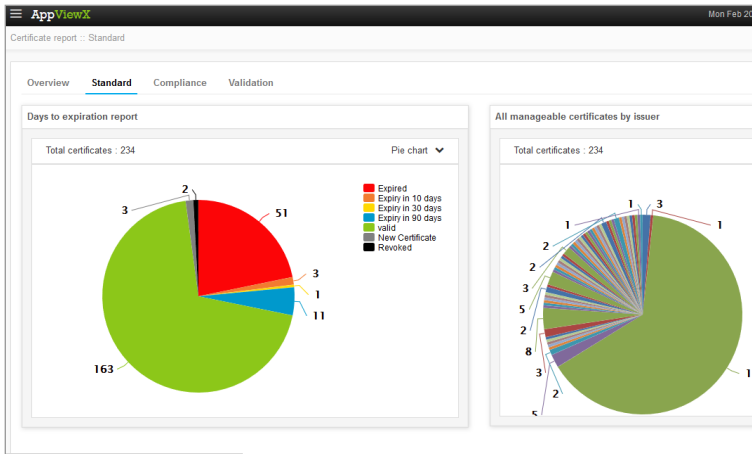 AppViewX
Mon Feb 20
Certificate report :: Standard
Overview Standard Compliance Validation
Days to expiration report
Total certificates : 234 Pie chart
2
3
51
3
1
11
163
Expired
Expiry in 10 days
Expiry in 30 days
Expiry in 90 days
valid
New Certificate
Revoked
All manageable certificates by issuer
Total certificates : 234
1
3
1
1
2
2
3
5
2
8
3
2
5
1